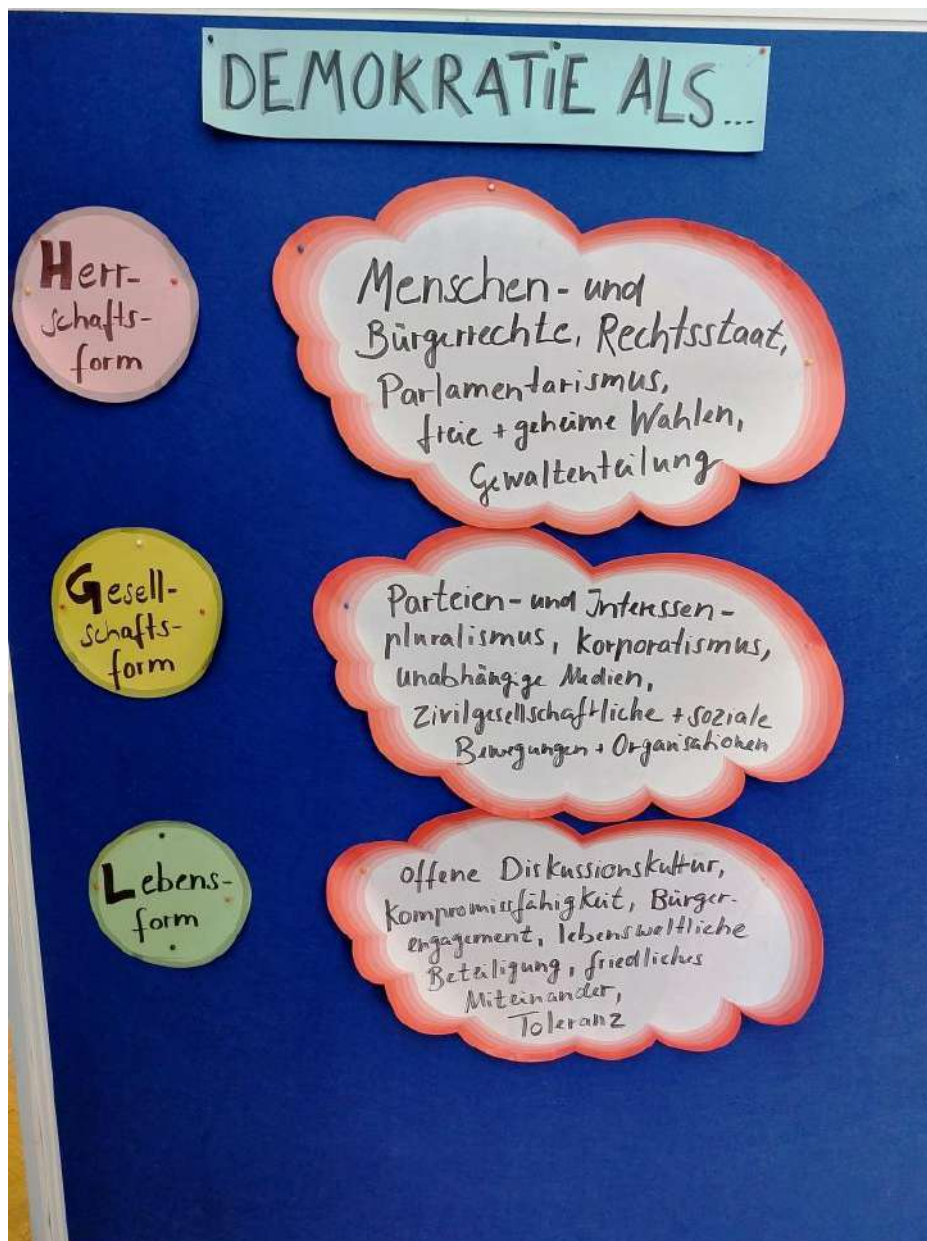 DEMOKRATiE ALS...
Herr-
schafts-
form
Menschen- und
Bürgerrechte, Rechtsstaat,
Parlamentarismus,
freie + geheime Wahlen,
Gewaltenteilung
Gesell-
schafts-
form
Parteien- und Interessen-
pluralismus, Korporatismus,
unabhängige Medien,
Zivilgesellschaftliche + soziale
Bewegungen + Organisationen
Lebens-
form
offene Diskussionskultur,
Kompromissfähigkeit, Bürger-
engagement, lebensweltliche
Beteiligung, friedliches
Miteinander,
Toleranz